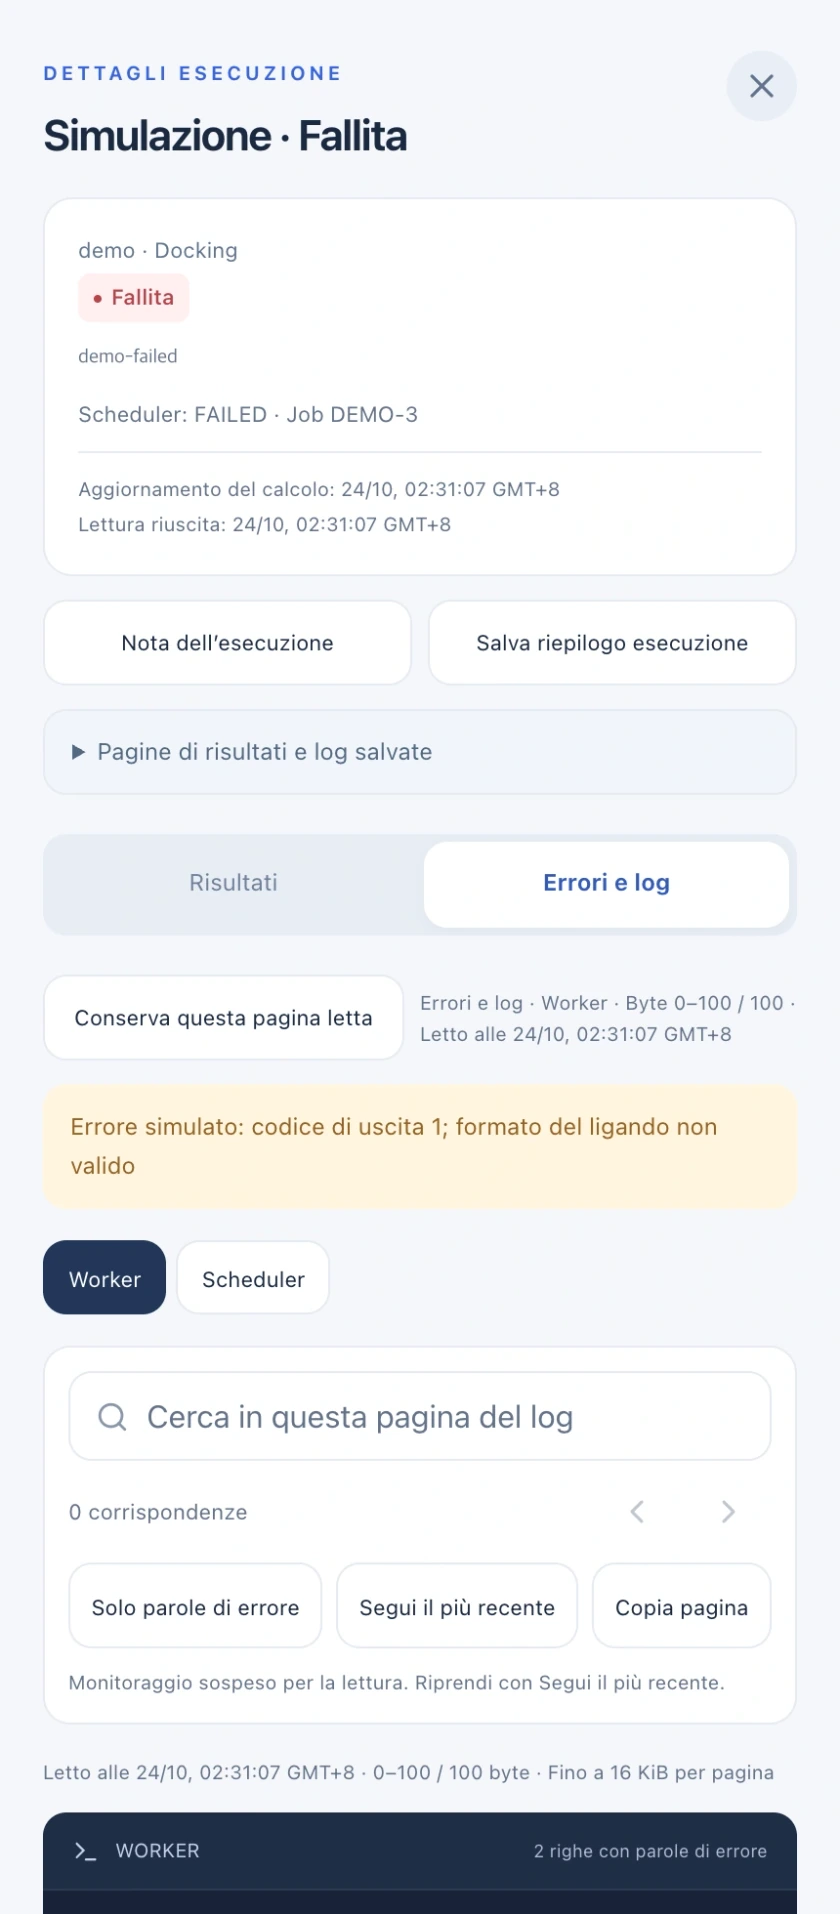 DETTAGLI ESECUZIONE
Simulazione · Fallita
demo · Docking
• Fallita
demo-failed
Scheduler: FAILED · Job DEMO-3
Aggiornamento del calcolo: 24/10, 02:31:07 GMT+8
Lettura riuscita: 24/10, 02:31:07 GMT+8
Nota dell’esecuzione
Salva riepilogo esecuzione
▶ Pagine di risultati e log salvate
Risultati
Errori e log
Conserva questa pagina letta
Errori e log · Worker · Byte 0–100 / 100 ·
Letto alle 24/10, 02:31:07 GMT+8
Errore simulato: codice di uscita 1; formato del ligando non
valido
Worker
Scheduler
Cerca in questa pagina del log
0 corrispondenze
Solo parole di errore
Segui il più recente
Copia pagina
Monitoraggio sospeso per la lettura. Riprendi con Segui il più recente.
Letto alle 24/10, 02:31:07 GMT+8 · 0–100 / 100 byte · Fino a 16 KiB per pagina
WORKER
2 righe con parole di errore